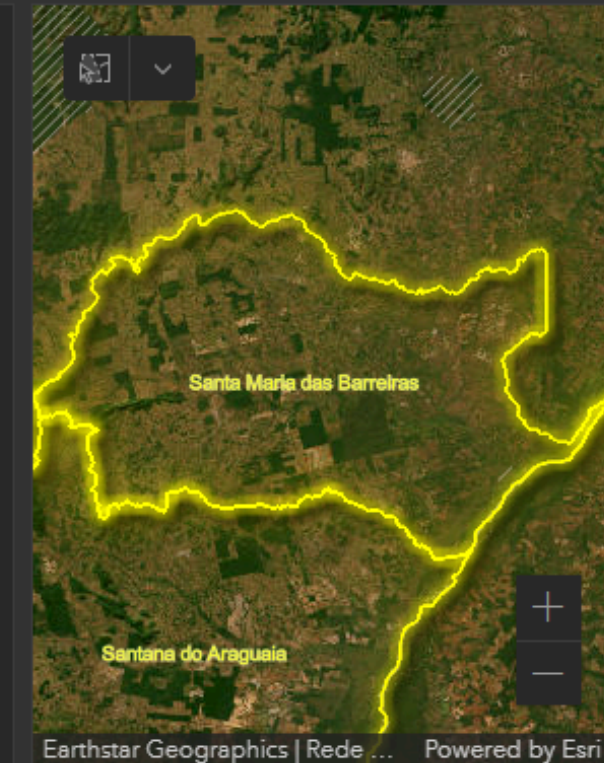 Santa Maria das Barreiras
Santana do Araguaia
Earthstar Geographics | Rede ... Powered by Esri